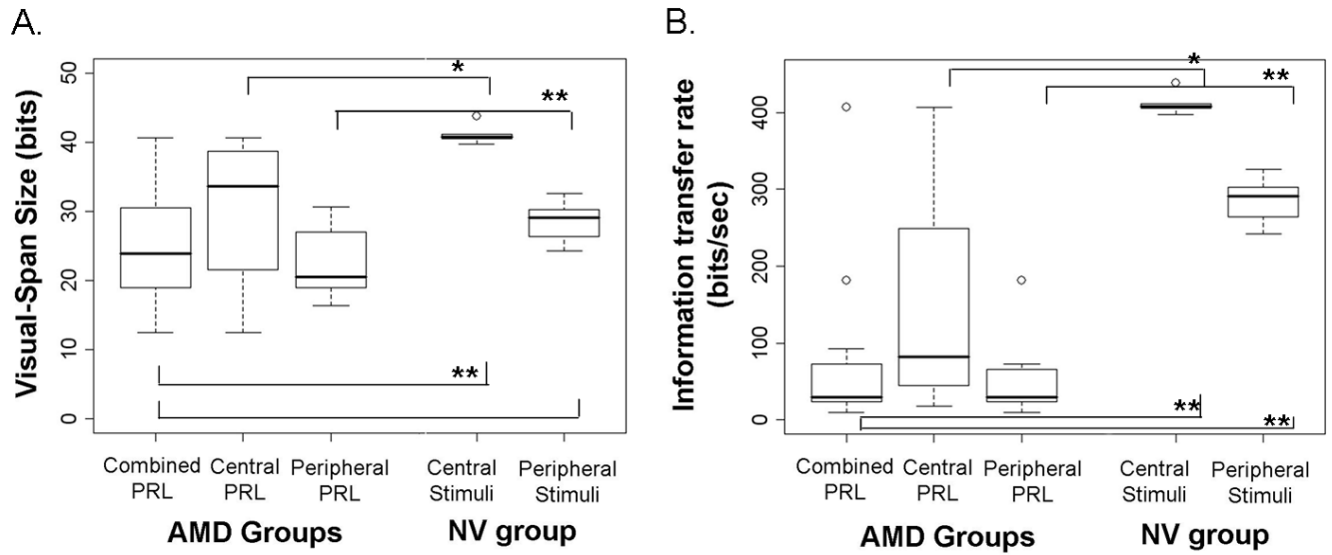 A.
Visual-Span Size (bits)
50
40
30
20
10
0
*
**
**
Combined PRL
Central PRL
Peripheral PRL
Central Stimuli
Peripheral Stimuli
AMD Groups
NV group
B.
Information transfer rate
(bits/sec)
400
300
200
100
0
*
**
**
**
Combined PRL
Central PRL
Peripheral PRL
Central Stimuli
Peripheral Stimuli
AMD Groups
NV group